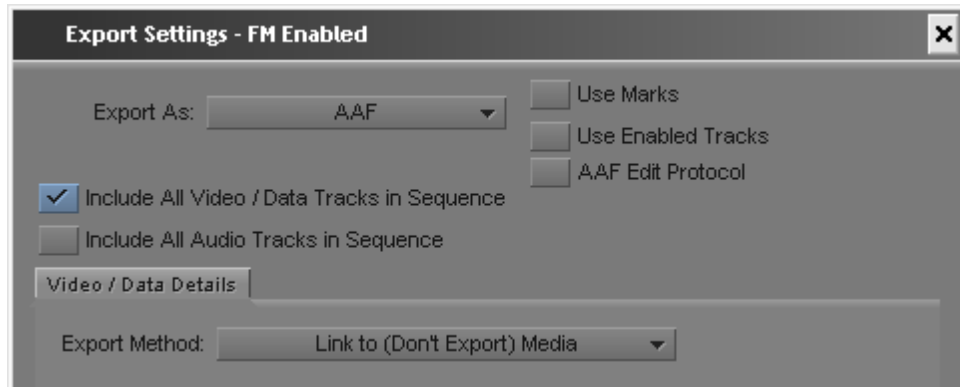 Export Settings - FM Enabled
Export As: AAF
Use Marks
Use Enabled Tracks
AAF Edit Protocol
Include All Video / Data Tracks in Sequence
Include All Audio Tracks in Sequence
Video / Data Details
Export Method: Link to (Don't Export) Media